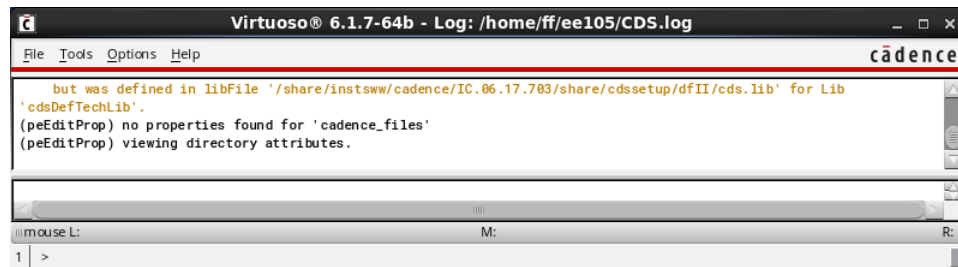 Virtuoso® 6.1.7-64b - Log: /home/ff/ee105/CDS.log
File Tools Options Help cādence
but was defined in libFile '/share/instsww/cadence/IC.06.17.703/share/cdssetup/dfII/cds.lib' for Lib
'cdsDefTechLib'.
(peEditProp) no properties found for 'cadence_files'
(peEditProp) viewing directory attributes.
mouse L: M: R:
1 >